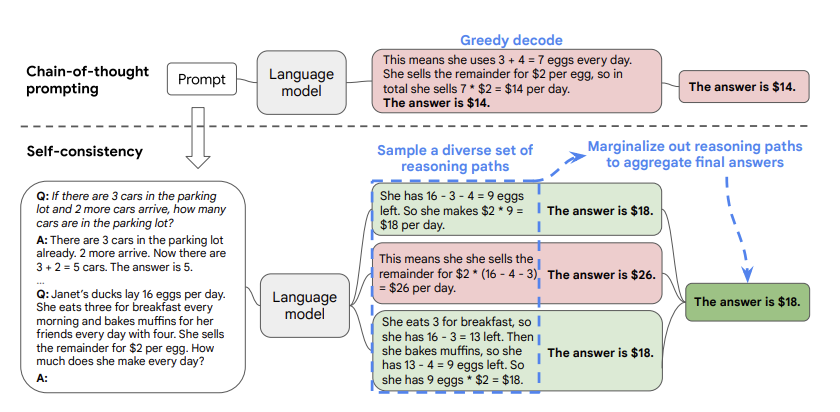 Greedy decode
Chain-of-thought
prompting
Prompt
Language
model
This means she uses 3 + 4 = 7 eggs every day.
She sells the remainder for $2 per egg, so in
total she sells 7 * $2 = $14 per day.
The answer is $14.
The answer is $14.
Self-consistency
Sample a diverse set of
reasoning paths
Marginalize out reasoning paths
to aggregate final answers
Q: If there are 3 cars in the parking
lot and 2 more cars arrive, how many
cars are in the parking lot?
A: There are 3 cars in the parking lot
already. 2 more arrive. Now there are
3 + 2 = 5 cars. The answer is 5.
...
Q: Janet's ducks lay 16 eggs per day.
She eats three for breakfast every
morning and bakes muffins for her
friends every day with four. She sells
the remainder for $2 per egg. How
much does she make every day?
A:
Language
model
She has 16 - 3 - 4 = 9 eggs
left. So she makes $2 * 9 =
$18 per day.
The answer is $18.
This means she she sells the
remainder for $2 * (16 - 4 - 3)
= $26 per day.
The answer is $26.
She eats 3 for breakfast, so
she has 16 - 3 = 13 left. Then
she bakes muffins, so she
has 13 - 4 = 9 eggs left. So
she has 9 eggs * $2 = $18.
The answer is $18.
The answer is $18.